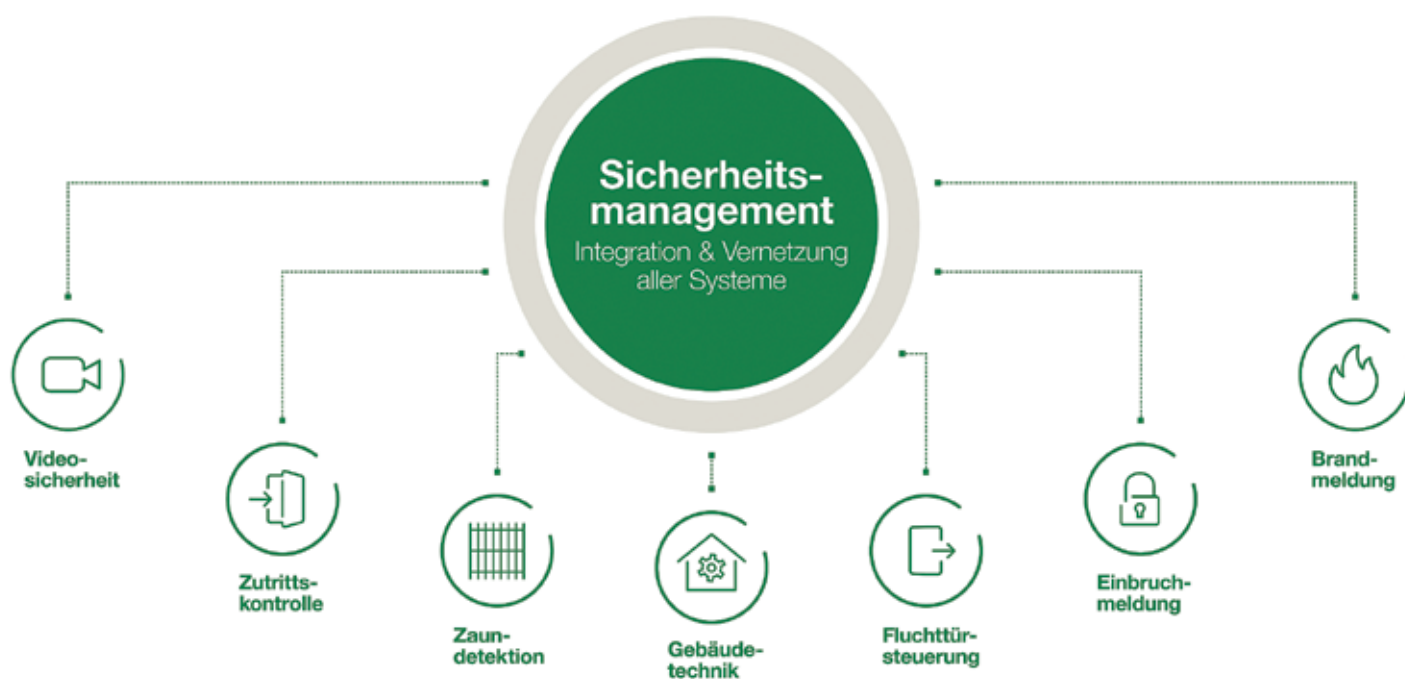 Sicherheits-
management
Integration & Vernetzung
aller Systeme
Video-
sicherheit
Zutritts-
kontrolle
Zaun-
detektion
Gebäude-
technik
Fluchttür-
steuerung
Einbruch-
meldung
Brand-
meldung